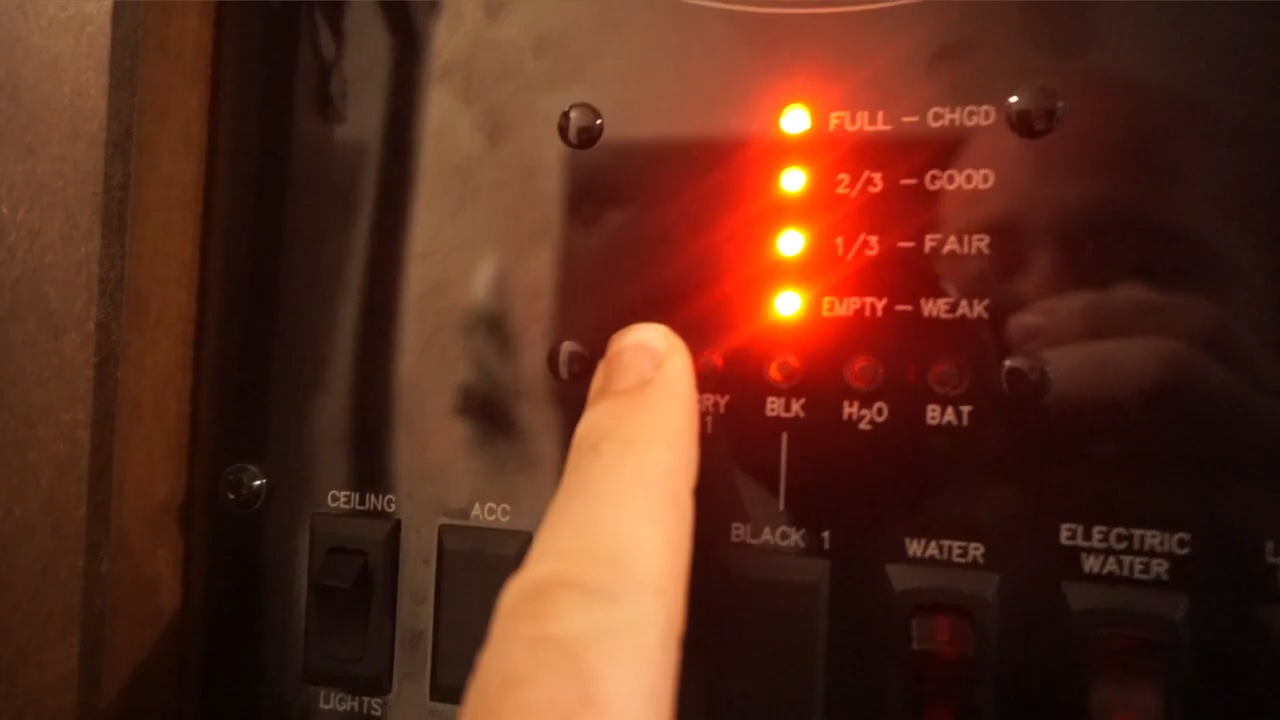 FULL – CHGD
2/3 – GOOD
1/3 – FAIR
EMPTY – WEAK
BLK
H2O
BAT
1
CEILING
ACC
BLACK 1
WATER
ELECTRIC
WATER
LIGHTS